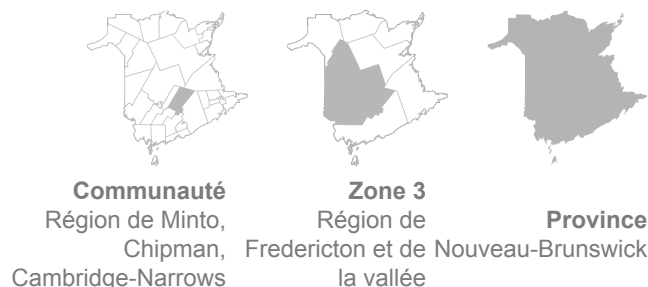 Communauté
Région de Minto,
Chipman,
Cambridge-Narrows
Zone 3
Région de
Fredericton et de
la vallée
Province
Nouveau-Brunswick